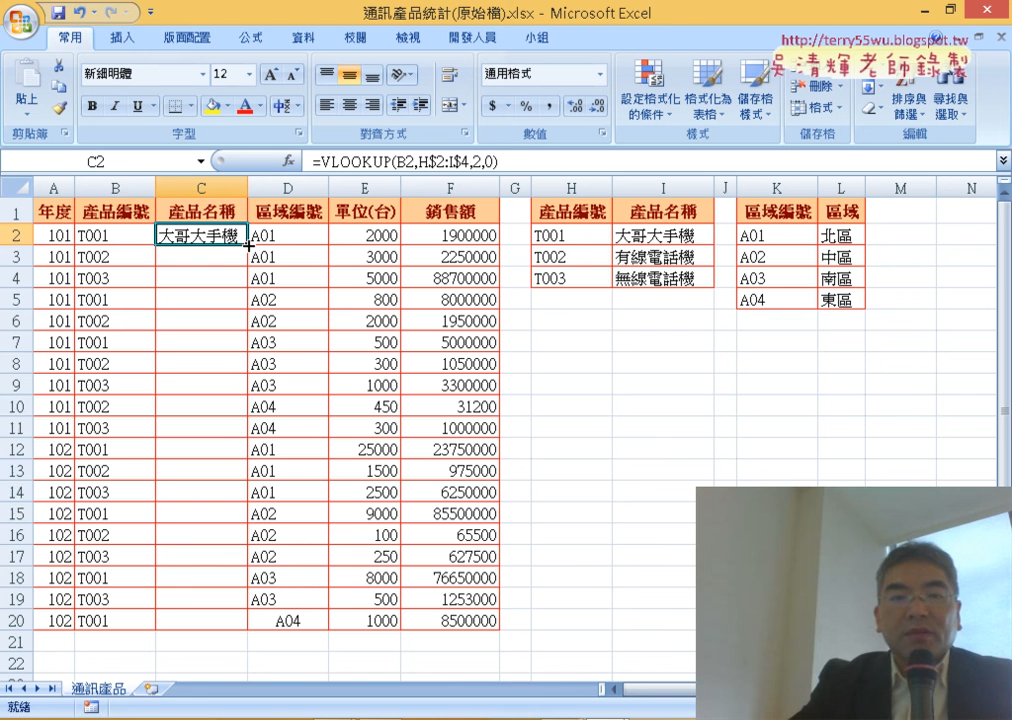 通訊產品統計(原始檔).xlsx - Microsoft Excel
常用 插入 版面配置 公式 資料 校閱 檢視 開發人員 小組
http://terry55wu.blogspot.tw
吳清輝老師錄製
貼上
新細明體 12
B I U
通用格式
$ % ,
設定格式化的條件
格式化為表格
儲存格樣式
刪除
格式
排序與篩選
尋找與選取
剪貼簿 字型 對齊方式 數值 樣式 儲存格 編輯
C2 fx =VLOOKUP(B2,H$2:I$4,2,0)
A B C D E F G H I J K L M N
1 年度 產品編號 產品名稱 區域編號 單位(台) 銷售額 產品編號 產品名稱 區域編號 區域
2 101 T001 大哥大手機 A01 2000 1900000 T001 大哥大手機 A01 北區
3 101 T002 A01 3000 2250000 T002 有線電話機 A02 中區
4 101 T003 A01 5000 88700000 T003 無線電話機 A03 南區
5 101 T001 A02 800 8000000 A04 東區
6 101 T002 A02 2000 1950000
7 101 T001 A03 500 5000000
8 101 T002 A03 300 1050000
9 101 T003 A03 1000 3300000
10 101 T002 A04 450 31200
11 101 T003 A04 300 1000000
12 102 T001 A01 25000 23750000
13 102 T002 A01 1500 975000
14 102 T003 A01 2500 6250000
15 102 T001 A02 9000 85500000
16 102 T002 A02 100 65500
17 102 T003 A02 250 627500
18 102 T001 A03 8000 76650000
19 102 T003 A03 500 1253000
20 102 T001 A04 1000 8500000
21
22
通訊產品
就緒